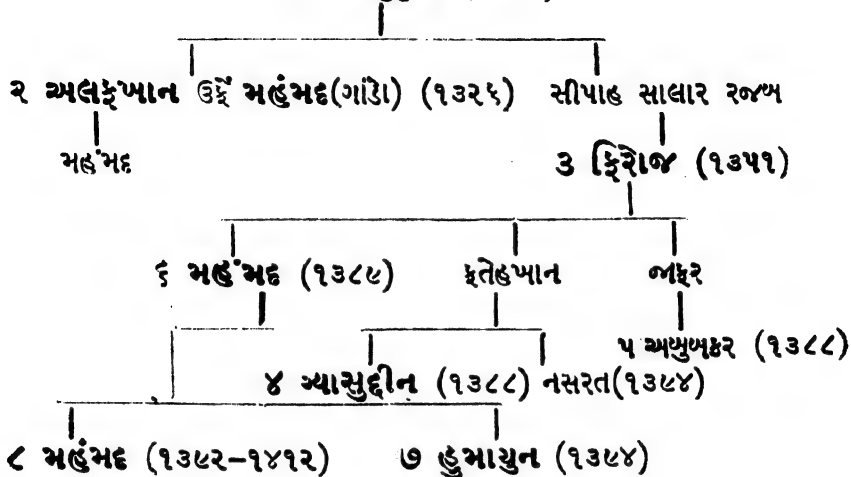 ૨ અલફખાન ઉર્ફે મહંમદ(ગાંડો) (૧૩૨૬) સીપાહ સાલાર રજબ
મહંમદ
૩ ફિરોજ (૧૩૫૧)
૬ મહંમદ (૧૩૮૯) ફતેહખાન જાફર
૫ અબુબકર (૧૩૮૮)
૪ ગ્યાસુદ્દીન (૧૩૮૮) નસરત(૧૩૯૪)
૮ મહંમદ (૧૩૯૨-૧૪૧૨) ૭ હુમાયુન (૧૩૯૪)